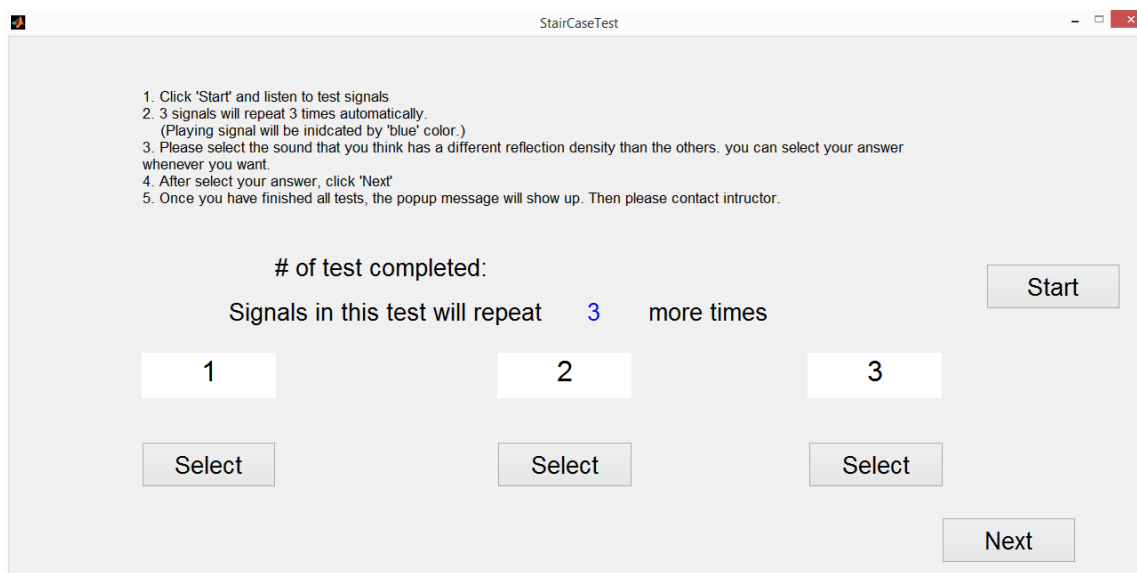 StairCaseTest
1. Click 'Start' and listen to test signals
2. 3 signals will repeat 3 times automatically.
(Playing signal will be inidcated by 'blue' color.)
3. Please select the sound that you think has a different reflection density than the others. you can select your answer
whenever you want.
4. After select your answer, click 'Next'
5. Once you have finished all tests, the popup message will show up. Then please contact intructor.
# of test completed:
Start
Signals in this test will repeat 3 more times
1 2 3
Select Select Select
Next